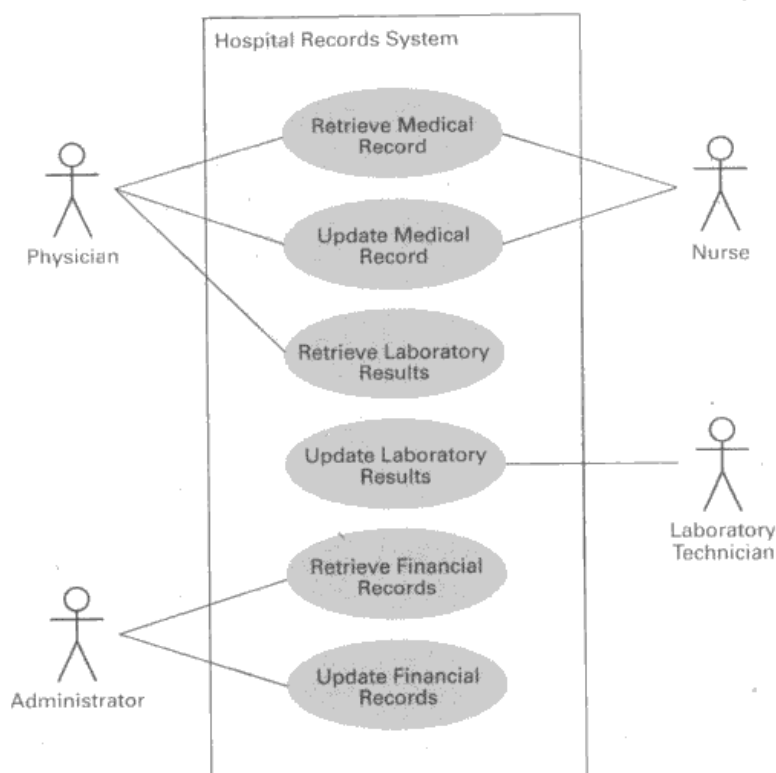 Hospital Records System
Retrieve Medical
Record
Physician
Update Medical
Record
Nurse
Retrieve Laboratory
Results
Update Laboratory
Results
Laboratory
Technician
Retrieve Financial
Records
Administrator
Update Financial
Records